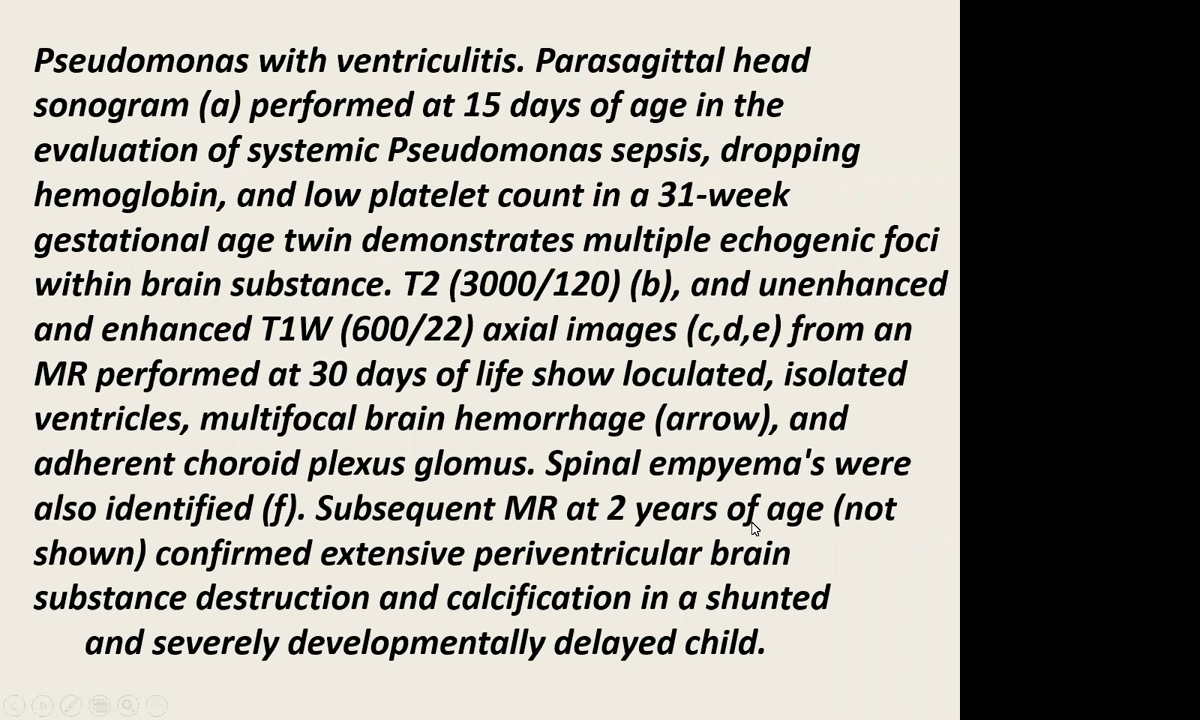 Pseudomonas with ventriculitis. Parasagittal head
sonogram (a) performed at 15 days of age in the
evaluation of systemic Pseudomonas sepsis, dropping
hemoglobin, and low platelet count in a 31-week
gestational age twin demonstrates multiple echogenic foci
within brain substance. T2 (3000/120) (b), and unenhanced
and enhanced T1W (600/22) axial images (c,d,e) from an
MR performed at 30 days of life show loculated, isolated
ventricles, multifocal brain hemorrhage (arrow), and
adherent choroid plexus glomus. Spinal empyema's were
also identified (f). Subsequent MR at 2 years of age (not
shown) confirmed extensive periventricular brain
substance destruction and calcification in a shunted
and severely developmentally delayed child.